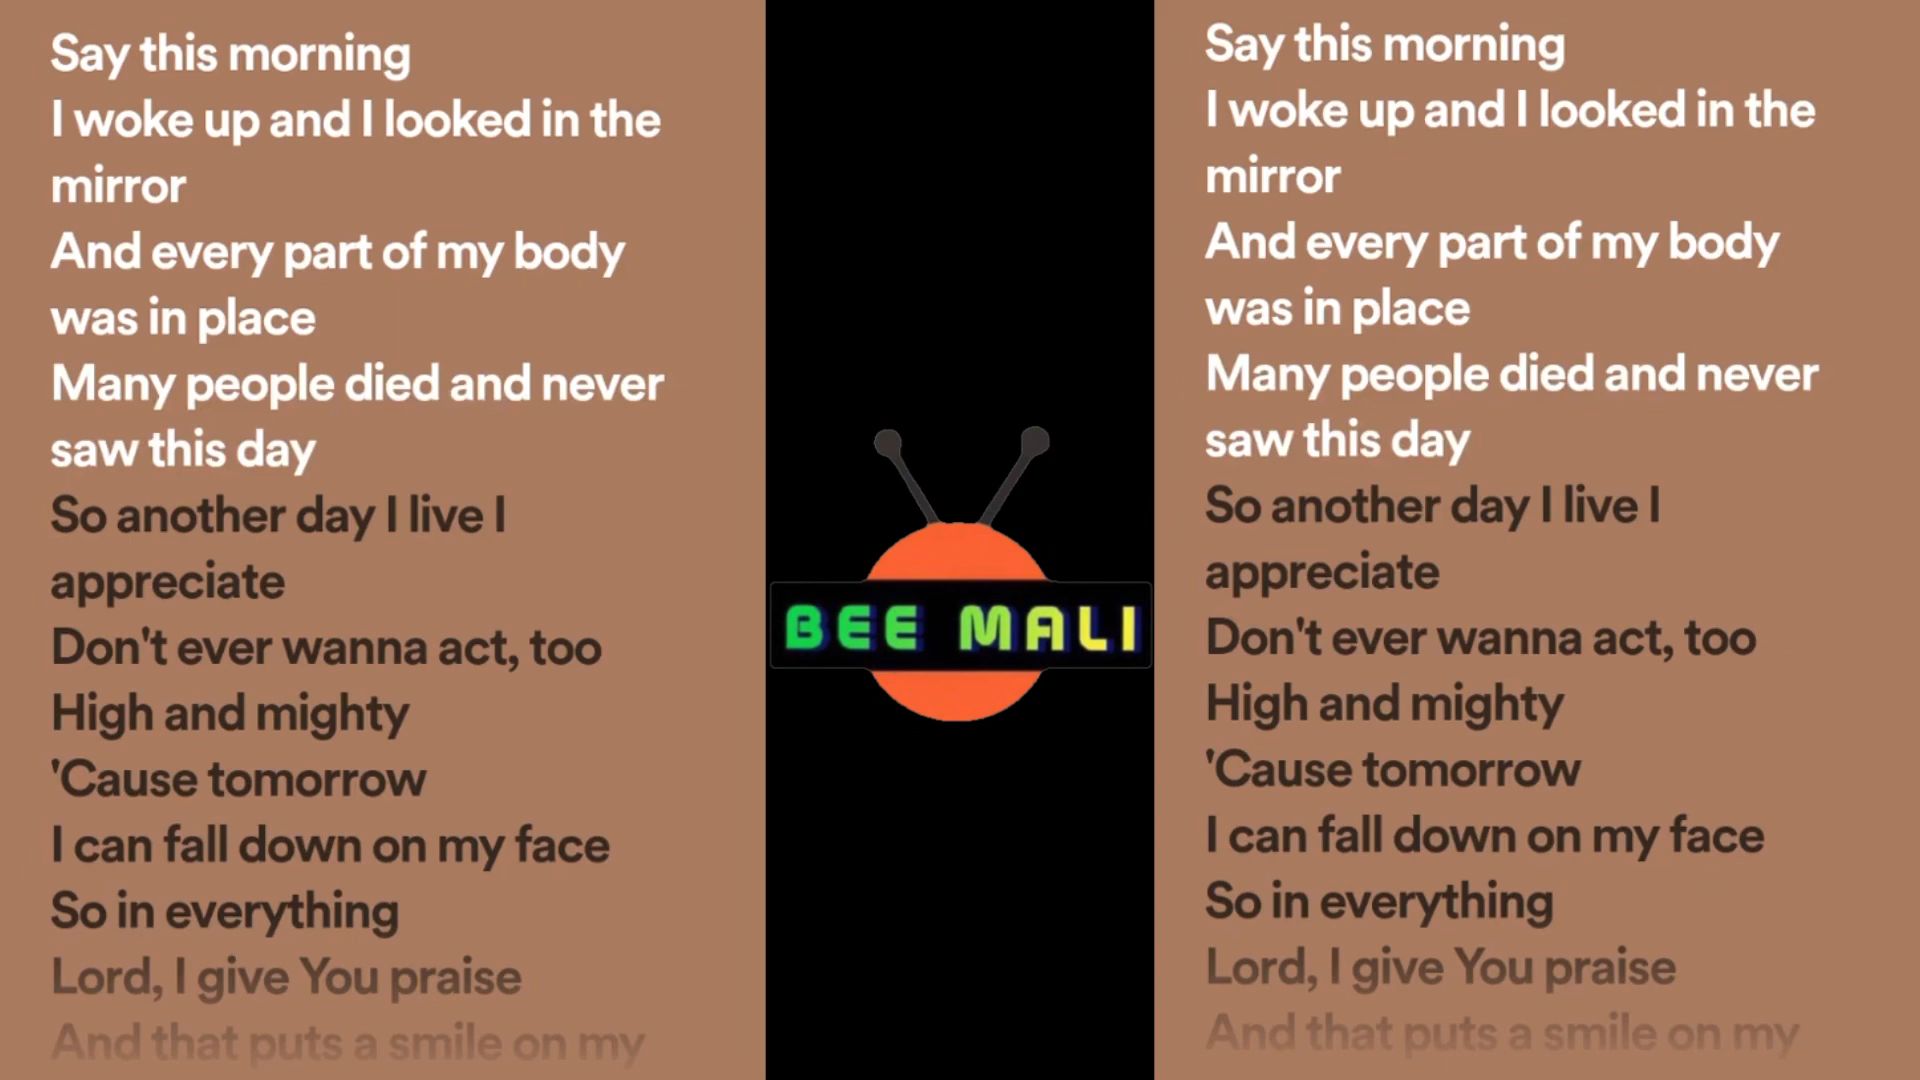 Say this morning
I woke up and I looked in the
mirror
And every part of my body
was in place
Many people died and never
saw this day
So another day I live I
appreciate
Don't ever wanna act, too
High and mighty
'Cause tomorrow
I can fall down on my face
So in everything
Lord, I give You praise
And that puts a smile on my
BEE MALI
Say this morning
I woke up and I looked in the
mirror
And every part of my body
was in place
Many people died and never
saw this day
So another day I live I
appreciate
Don't ever wanna act, too
High and mighty
'Cause tomorrow
I can fall down on my face
So in everything
Lord, I give You praise
And that puts a smile on my